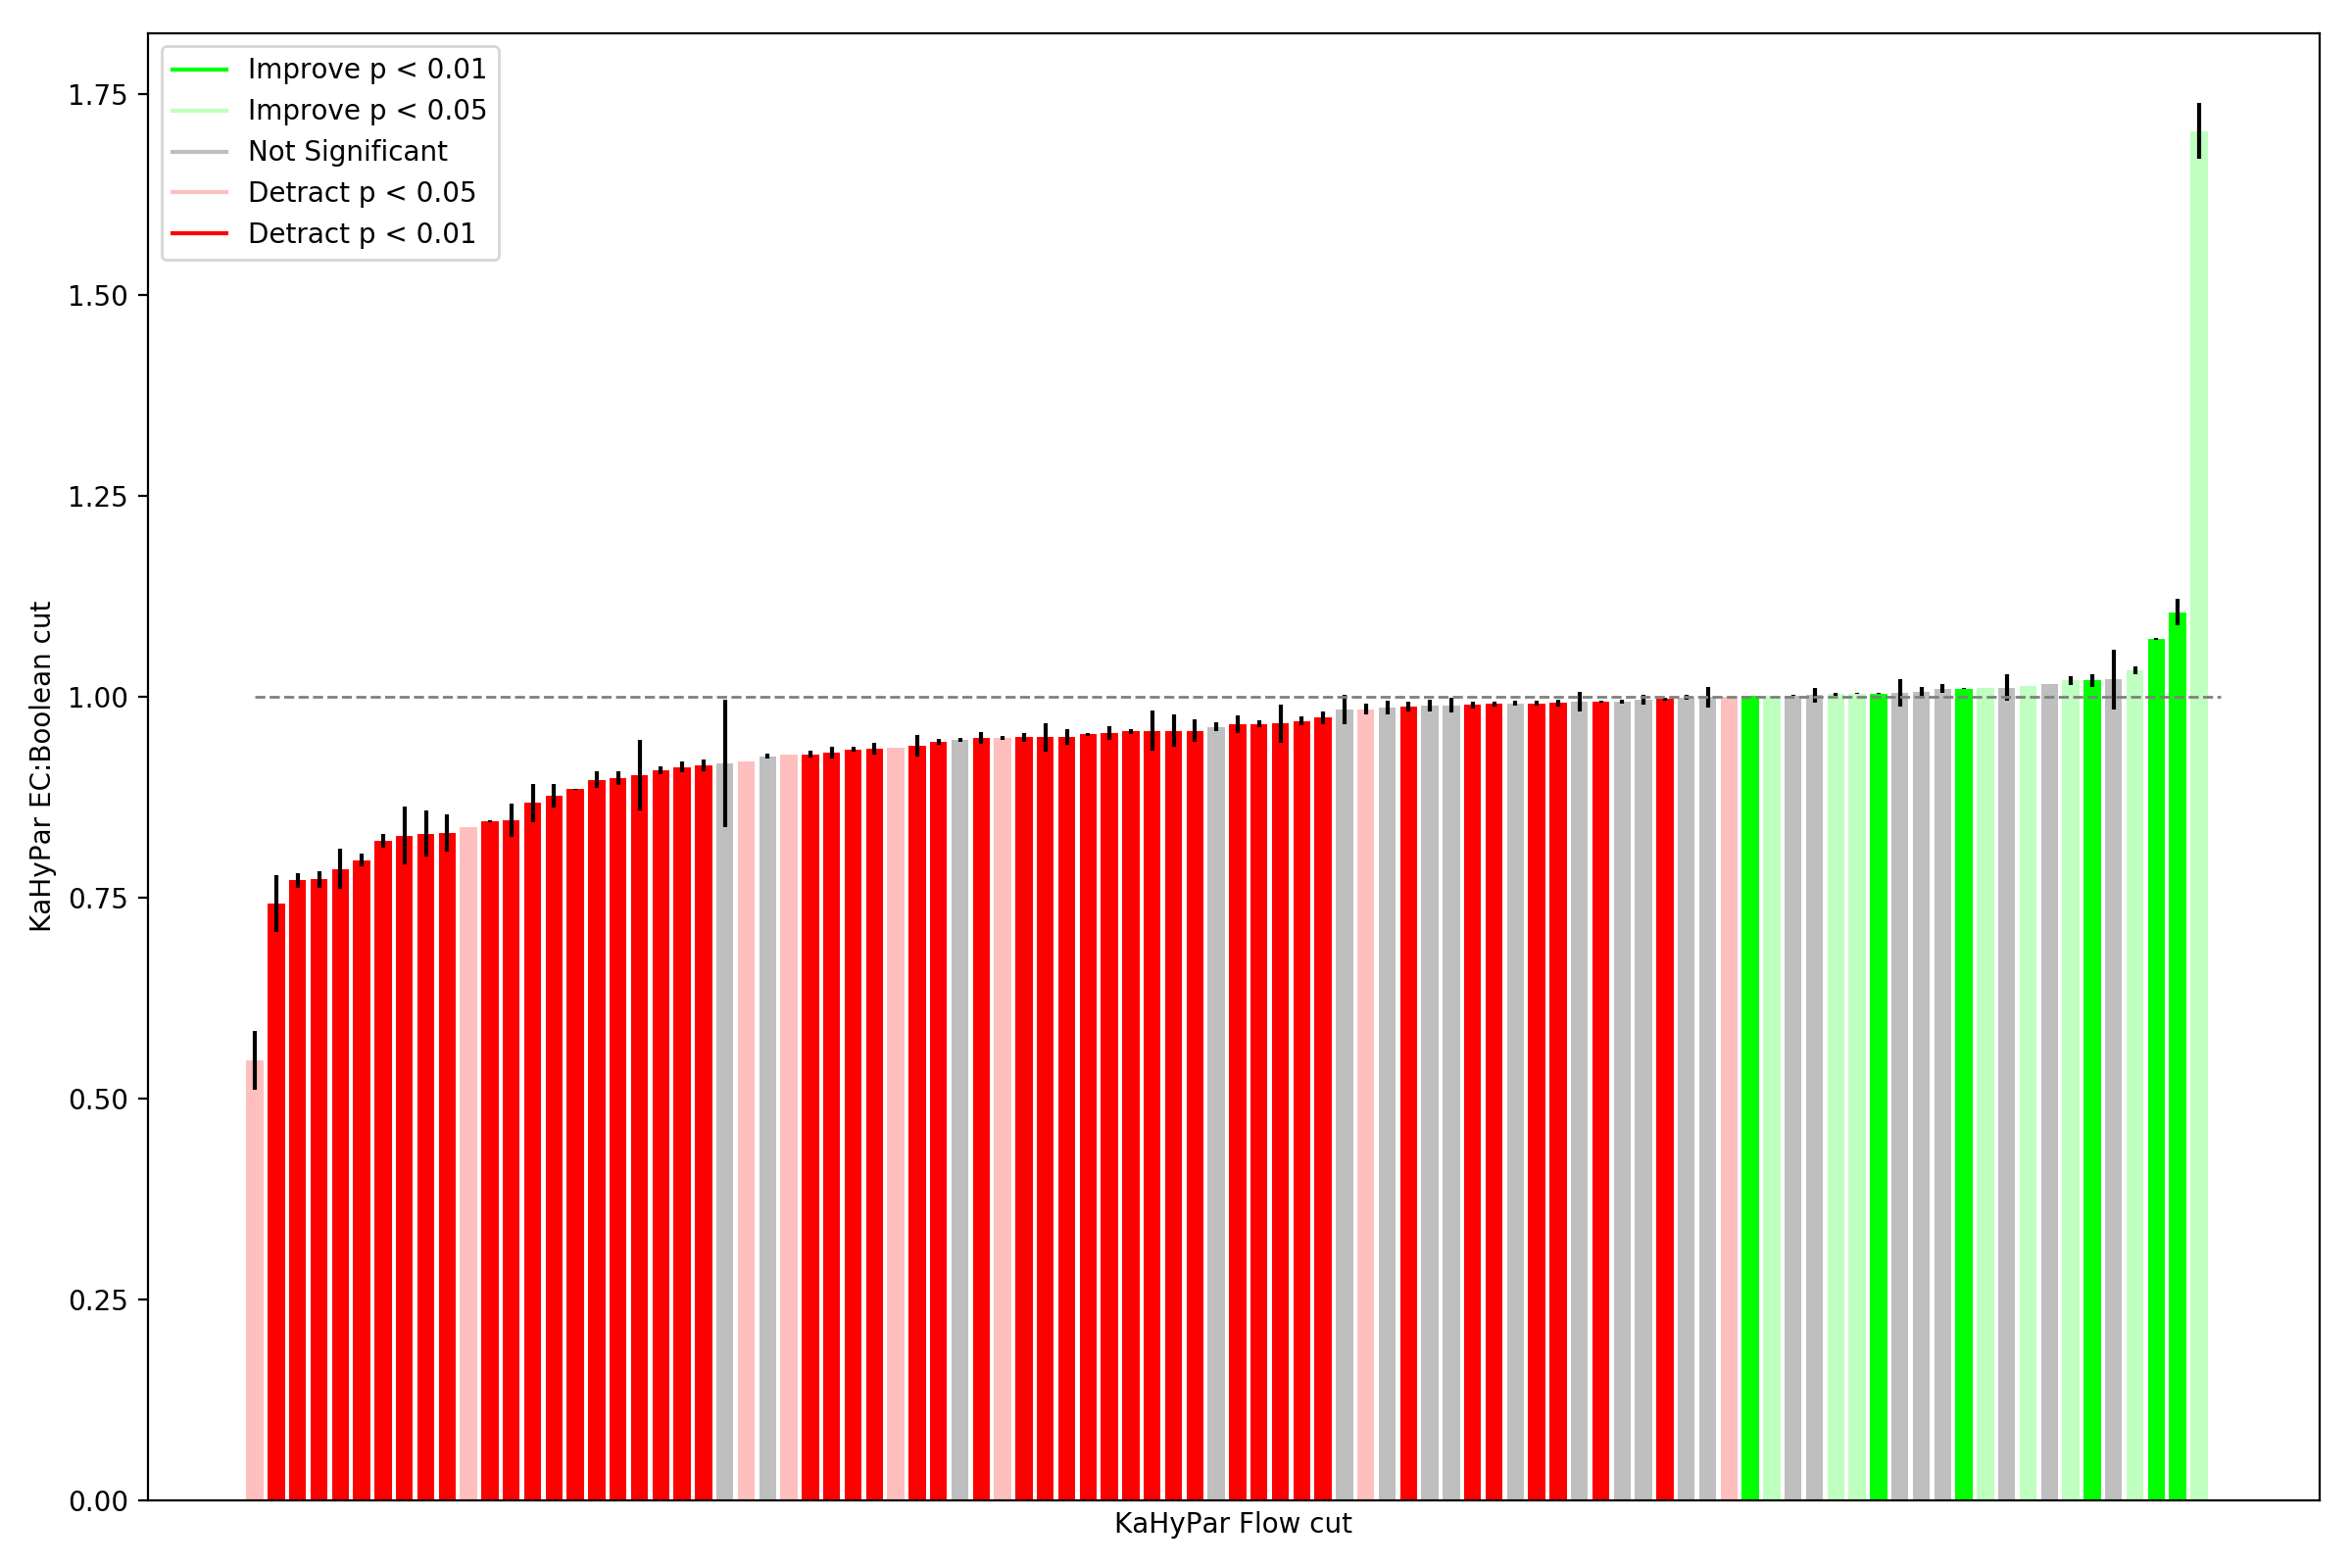 Improve p < 0.01
Improve p < 0.05
Not Significant
Detract p < 0.05
Detract p < 0.01
1.75
1.50
1.25
1.00
0.75
0.50
0.25
0.00
KaHyPar EC:Boolean cut
KaHyPar Flow cut